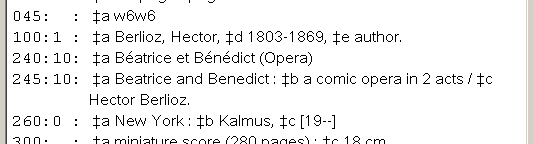 045:  : ‡a w6w6
100:1 : ‡a Berlioz, Hector, ‡d 1803-1869, ‡e author.
240:10: ‡a Béatrice et Bénédict (Opera)
245:10: ‡a Beatrice and Benedict : ‡b a comic opera in 2 acts / ‡c
Hector Berlioz.
260:0 : ‡a New York : ‡b Kalmus, ‡c [19--]
300:  : ‡a miniature score (280 pages) ; ‡c 18 cm